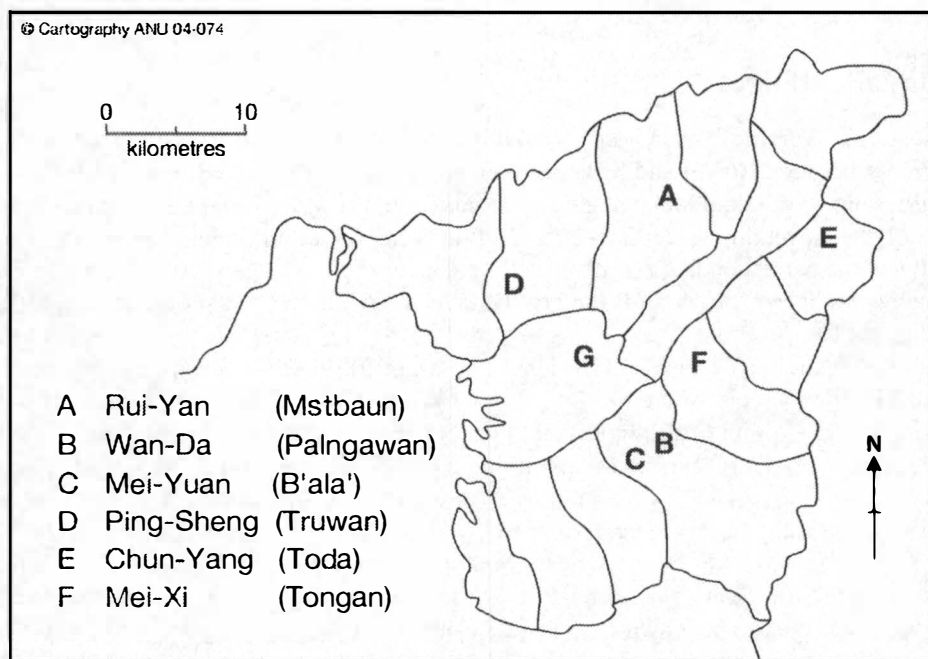 © Cartography ANU 04-074
0 10
kilometres
A
E
D
G
F
B
C
N
A Rui-Yan (Mstbaun)
B Wan-Da (Palngawan)
C Mei-Yuan (B'ala')
D Ping-Sheng (Truwan)
E Chun-Yang (Toda)
F Mei-Xi (Tongan)